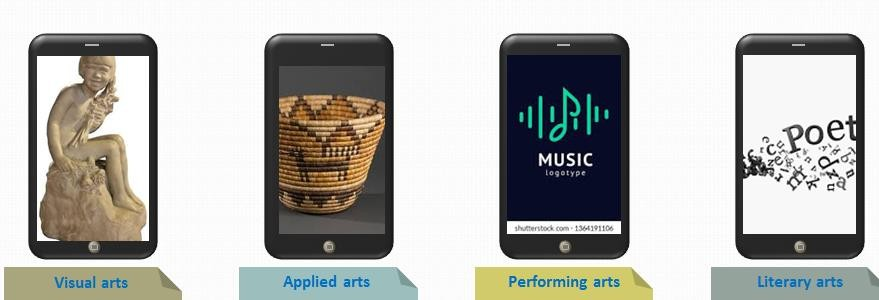 MUSIC
logotype
shutterstock.com · 1364191106
Poet
Visual arts
Applied arts
Performing arts
Literary arts